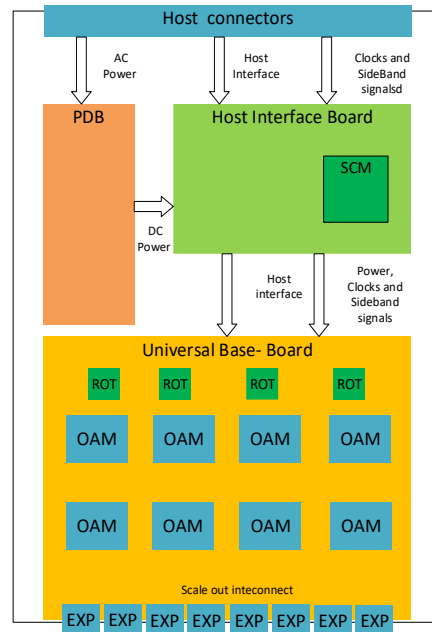 Host connectors
AC
Power
Host
Interface
Clocks and
SideBand
signalsd
PDB
Host Interface Board
SCM
DC
Power
Host
interface
Power,
Clocks and
Sideband
signals
Universal Base- Board
ROT ROT ROT ROT
OAM OAM OAM OAM
OAM OAM OAM OAM
Scale out inteconnect
EXP EXP EXP EXP EXP EXP EXP EXP